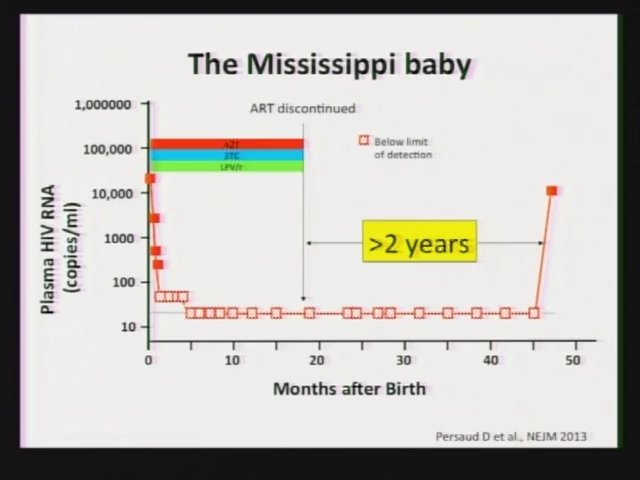 The Mississippi baby
ART discontinued
1,000000
100,000
10,000
1000
100
10
Plasma HIV RNA
(copies/ml)
AZT
3TC
LPV/r
Below limit
of detection
>2 years
0
10
20
30
40
50
Months after Birth
Persaud D et al., NEJM 2013